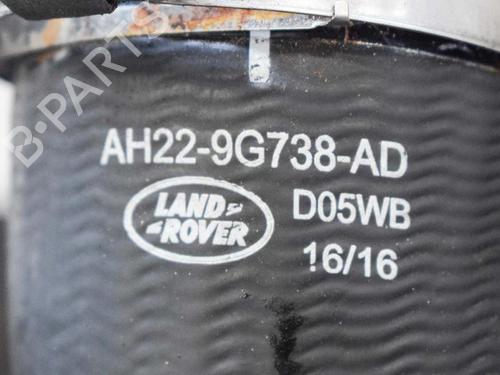 B-PARTS
AH22-9G738-AD
LAND ROVER
D05WB
16/16